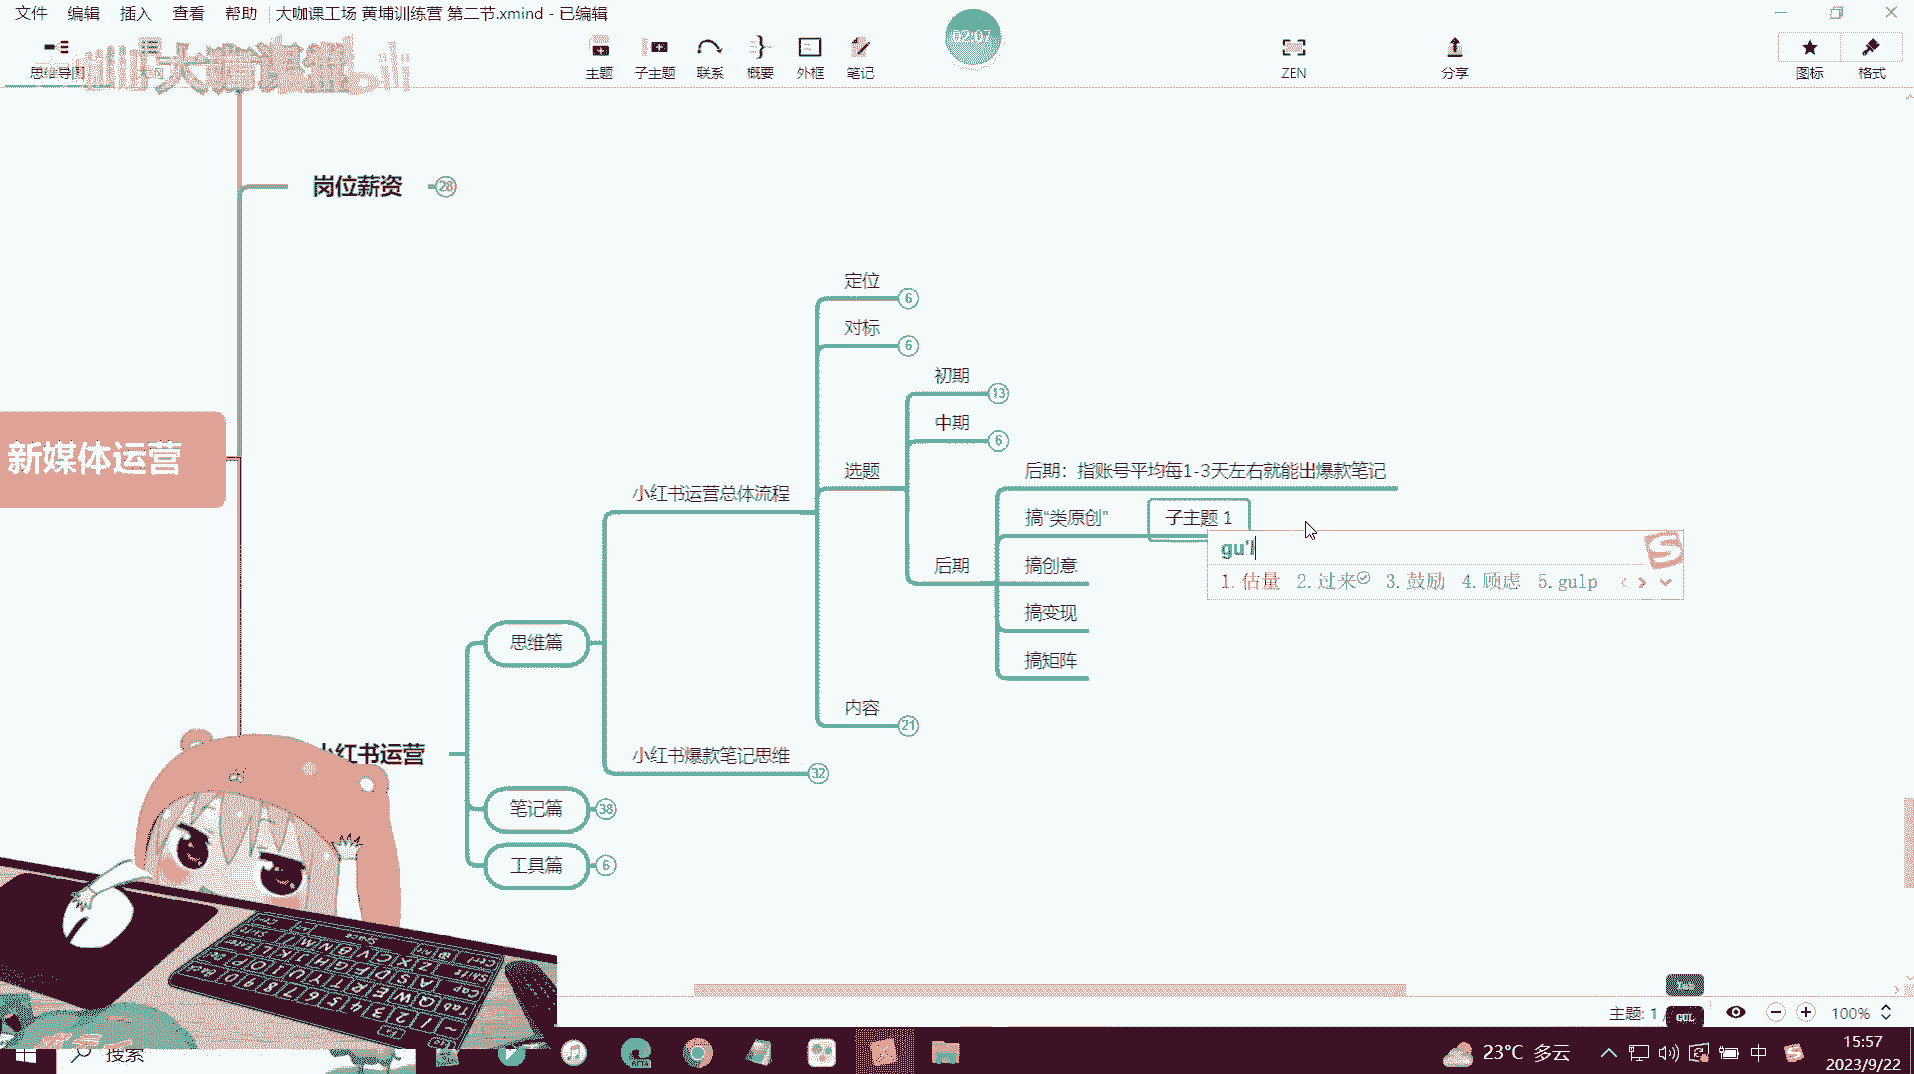 文件 编辑 插入 查看 帮助 大咖课工场 黄埔训练营 第二节.xmind - 已编辑
思维导图 大纲 主题 子主题 联系 概要 外框 笔记 02:07 ZEN 分享 图标 格式
岗位薪资 28
定位 6
对标 6
初期 13
中期 6
新媒体运营
选题
后期：指账号平均每1-3天左右就能出爆款笔记
小红书运营总体流程
搞“类原创” 子主题 1
gu'l
1.估量 2.过来 3.鼓励 4.顾虑 5.gulp
后期
搞创意
搞变现
思维篇
搞矩阵
内容 21
小红书运营
小红书爆款笔记思维 32
笔记篇 38
工具篇 6
Tab
主题: 1 / GUL 100%
搜索 23°C 多云 中 15:57
2023/9/22